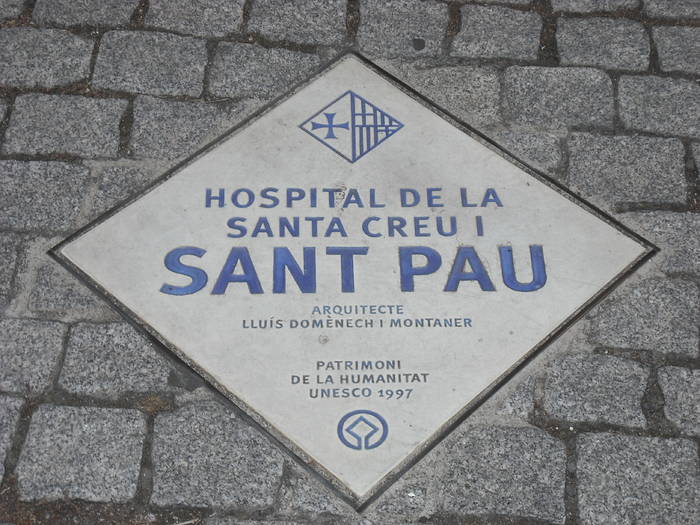 HOSPITAL DE LA
SANTA CREU I
SANT PAU
ARQUITECTE
LLUÍS DOMÈNECH I MONTANER
PATRIMONI
DE LA HUMANITAT
UNESCO 1997